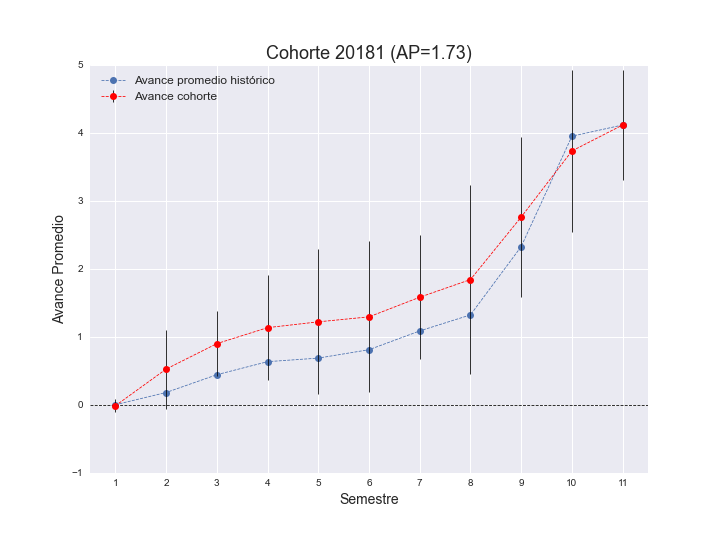 Cohorte 20181 (AP=1.73)
Avance promedio histórico
Avance cohorte
5
4
3
2
1
0
−1
Avance Promedio
1 2 3 4 5 6 7 8 9 10 11
Semestre